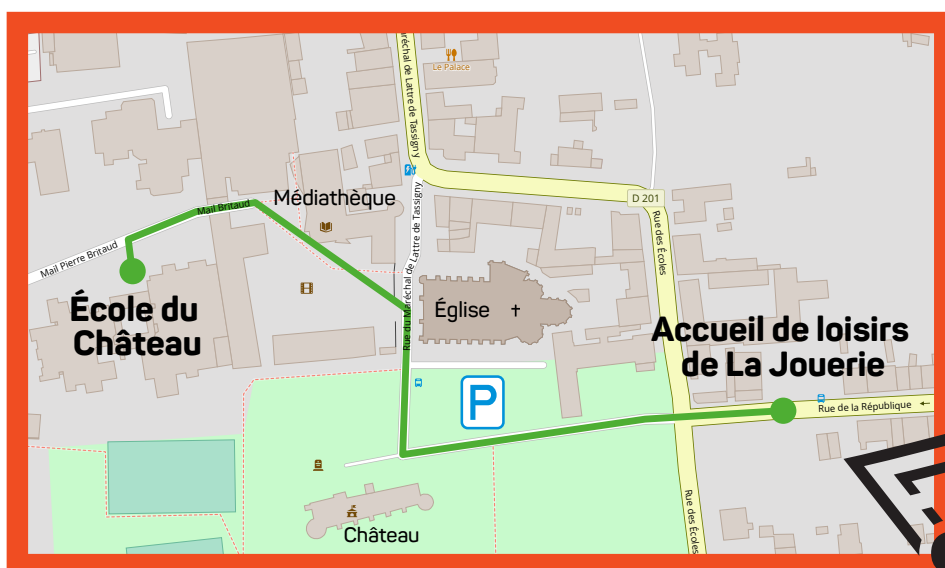 Le Palace
Maréchal de Lattre de Tassigny
D 201
Médiathèque
Mail Britaud
Mail Pierre Britaud
Rue du Maréchal de Lattre de Tassigny
Rue des Écoles
École du
Château
Église
Accueil de loisirs
de La Jouerie
P
Rue de la République
Rue des Écoles
Château